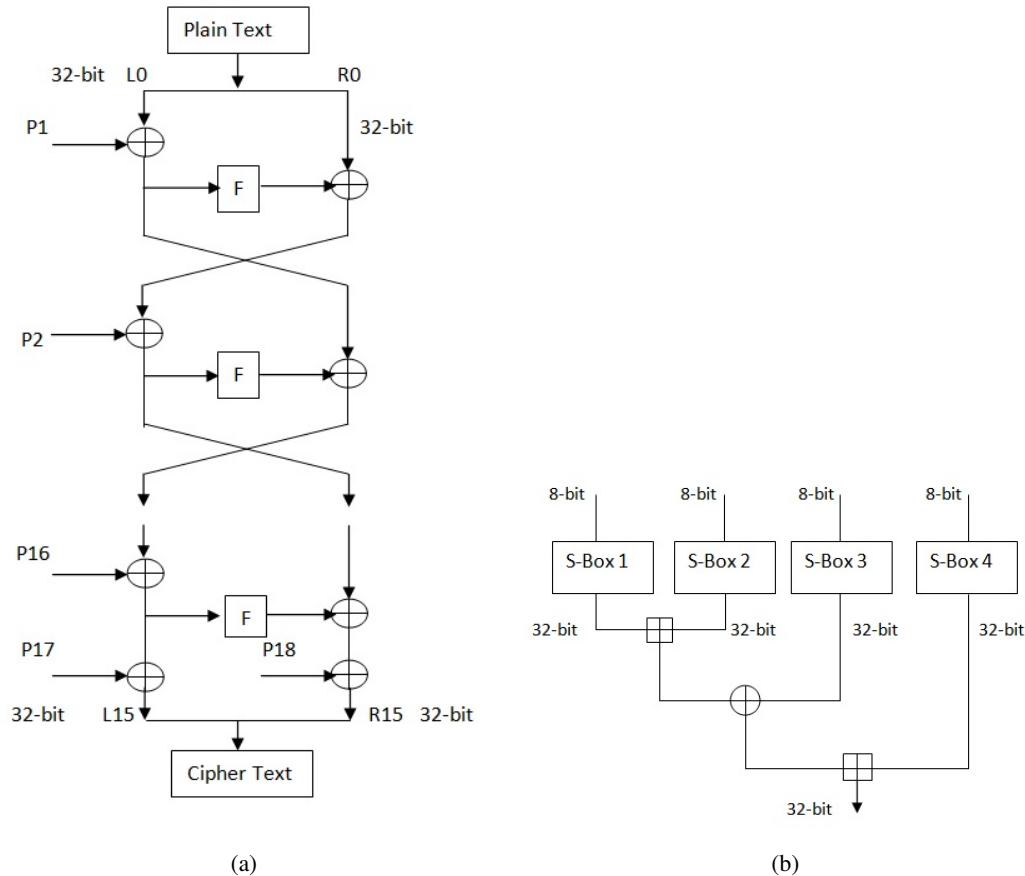 Plain Text
32-bit L0 R0
P1 32-bit
F
P2
F
P16
F
P17 P18
32-bit L15 R15 32-bit
Cipher Text
(a)
8-bit 8-bit 8-bit 8-bit
S-Box 1 S-Box 2 S-Box 3 S-Box 4
32-bit 32-bit 32-bit 32-bit
32-bit
(b)